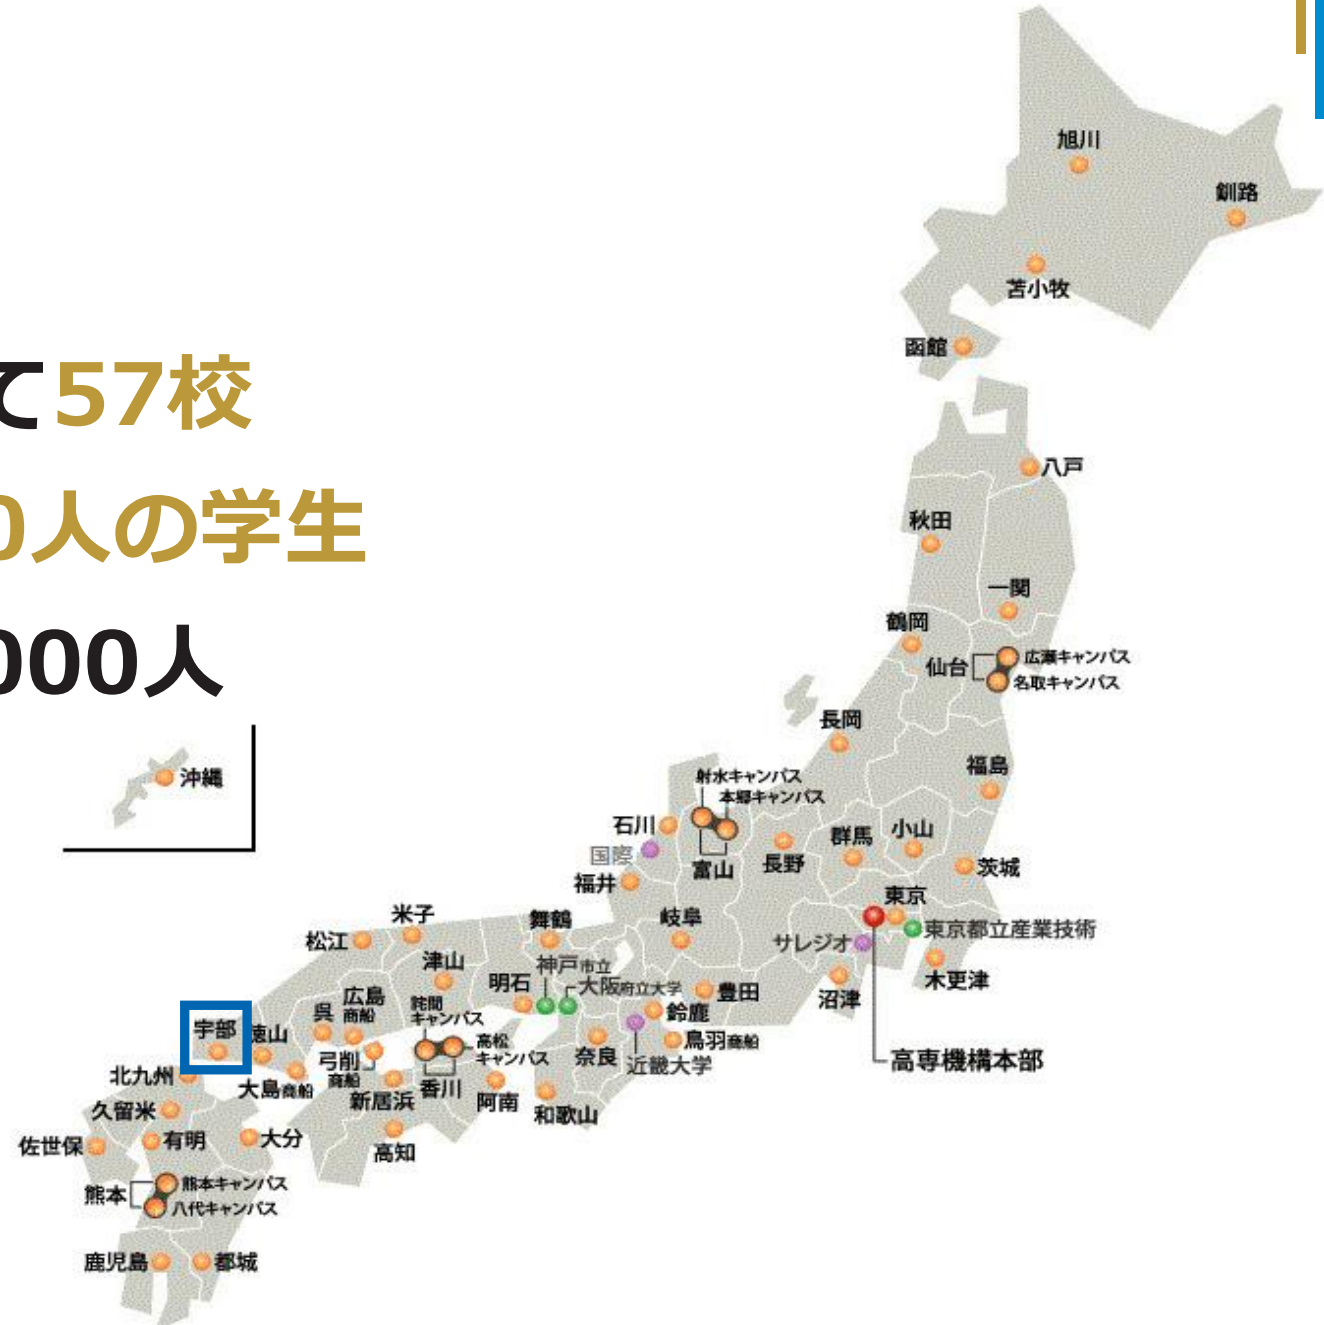 て57校
0人の学生
000人
旭川
釧路
苫小牧
函館
八戸
秋田
一関
鶴岡
仙台
広瀬キャンパス
名取キャンパス
長岡
福島
沖縄
射水キャンパス
本郷キャンパス
石川
国際
富山
長野
群馬
小山
茨城
福井
東京
東京都立産業技術
サレジオ
木更津
沼津
高専機構本部
米子
松江
舞鶴
岐阜
津山
神戸市立
明石
大阪府立大学
豊田
鈴鹿
鳥羽商船
近畿大学
奈良
和歌山
広島
商船
呉
詫間
キャンパス
高松
キャンパス
香川
弓削
商船
新居浜
阿南
高知
宇部
徳山
大島商船
北九州
久留米
佐世保
有明
大分
熊本
熊本キャンパス
八代キャンパス
鹿児島
都城